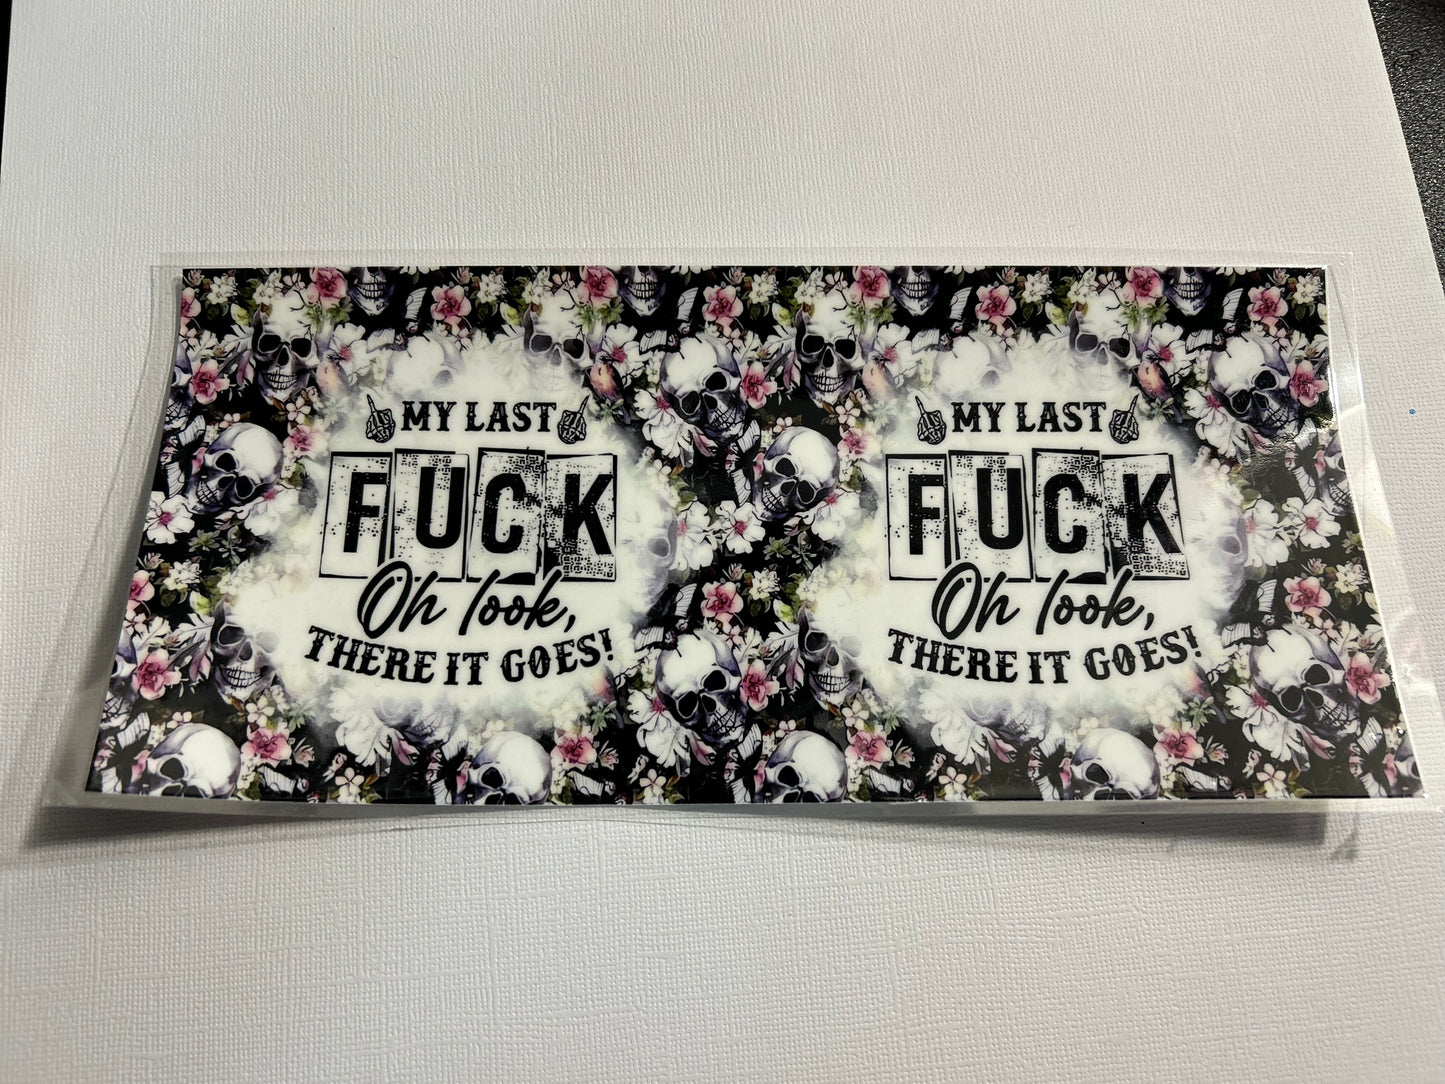 MY LAST
FUCK
Oh look,
THERE IT GOES!
MY LAST
FUCK
Oh look,
THERE IT GOES!